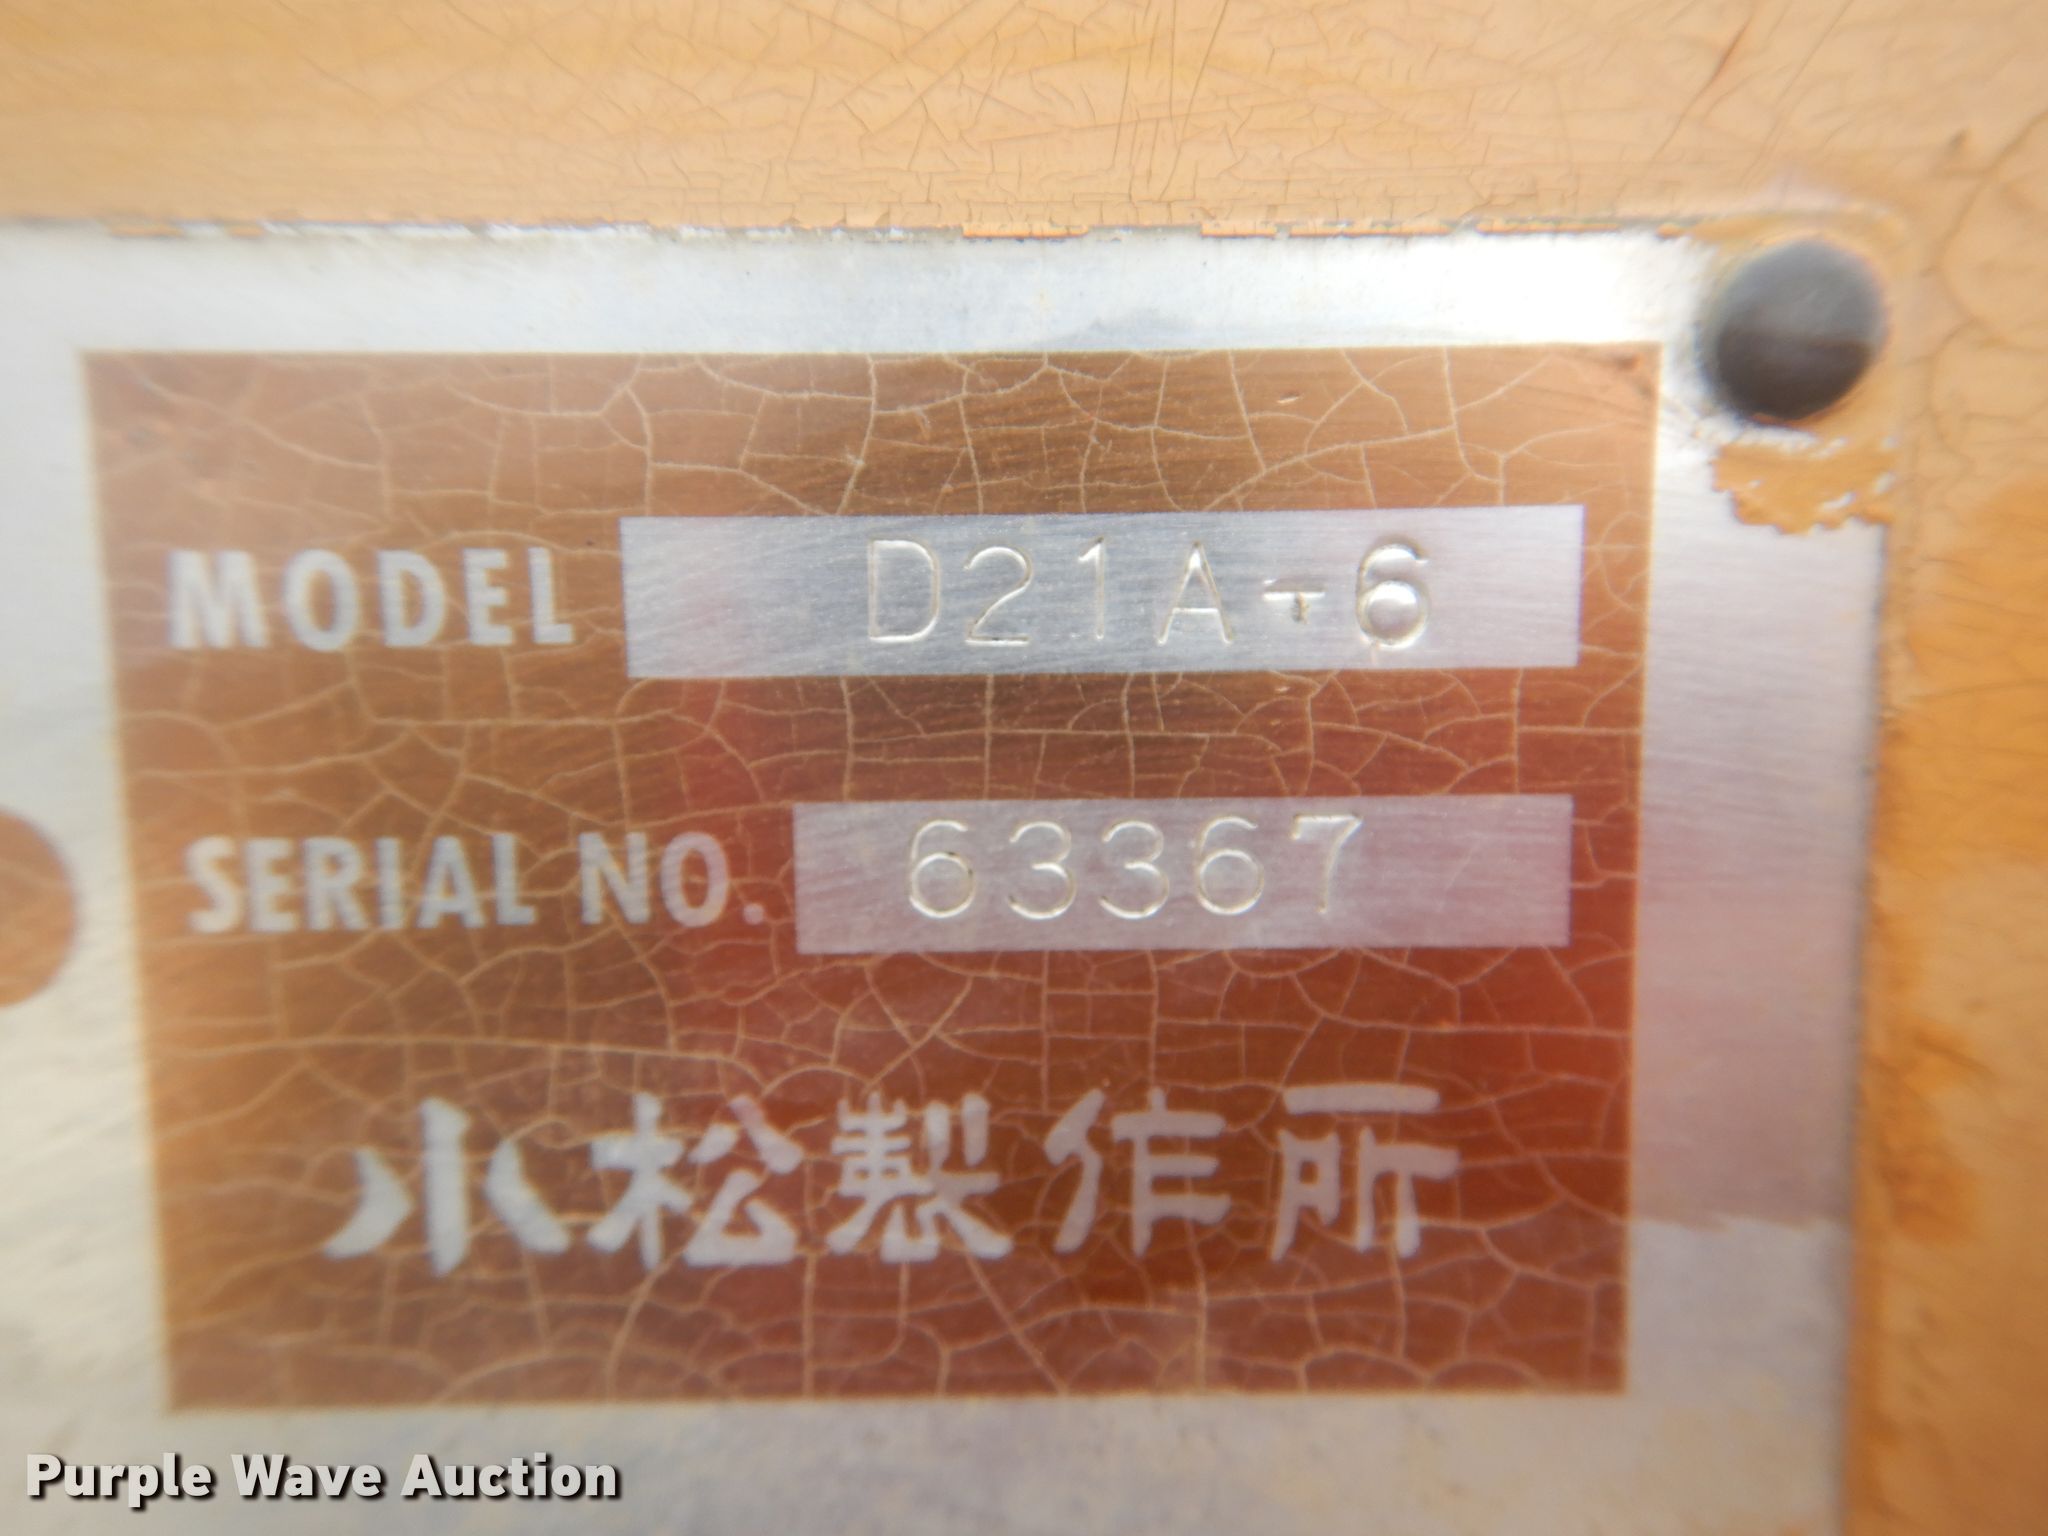 MODEL D21A-6
SERIAL NO. 63367
小松製作所
Purple Wave Auction